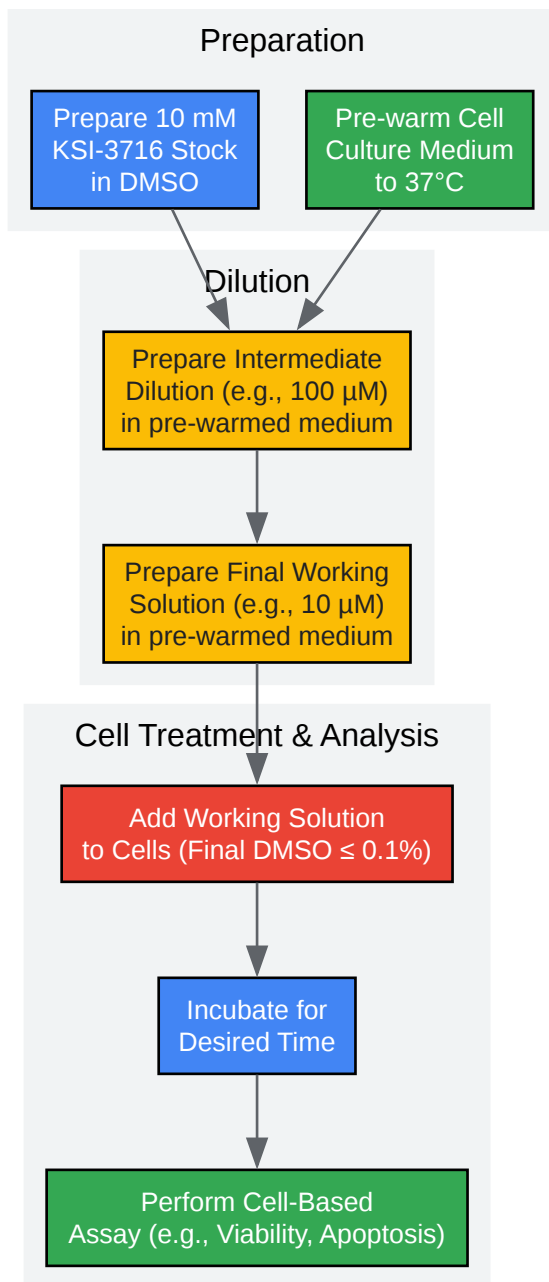 Preparation
Prepare 10 mM
KSI-3716 Stock
in DMSO
Pre-warm Cell
Culture Medium
to 37°C
Dilution
Prepare Intermediate
Dilution (e.g., 100 µM)
in pre-warmed medium
Prepare Final Working
Solution (e.g., 10 µM)
in pre-warmed medium
Cell Treatment & Analysis
Add Working Solution
to Cells (Final DMSO ≤ 0.1%)
Incubate for
Desired Time
Perform Cell-Based
Assay (e.g., Viability, Apoptosis)